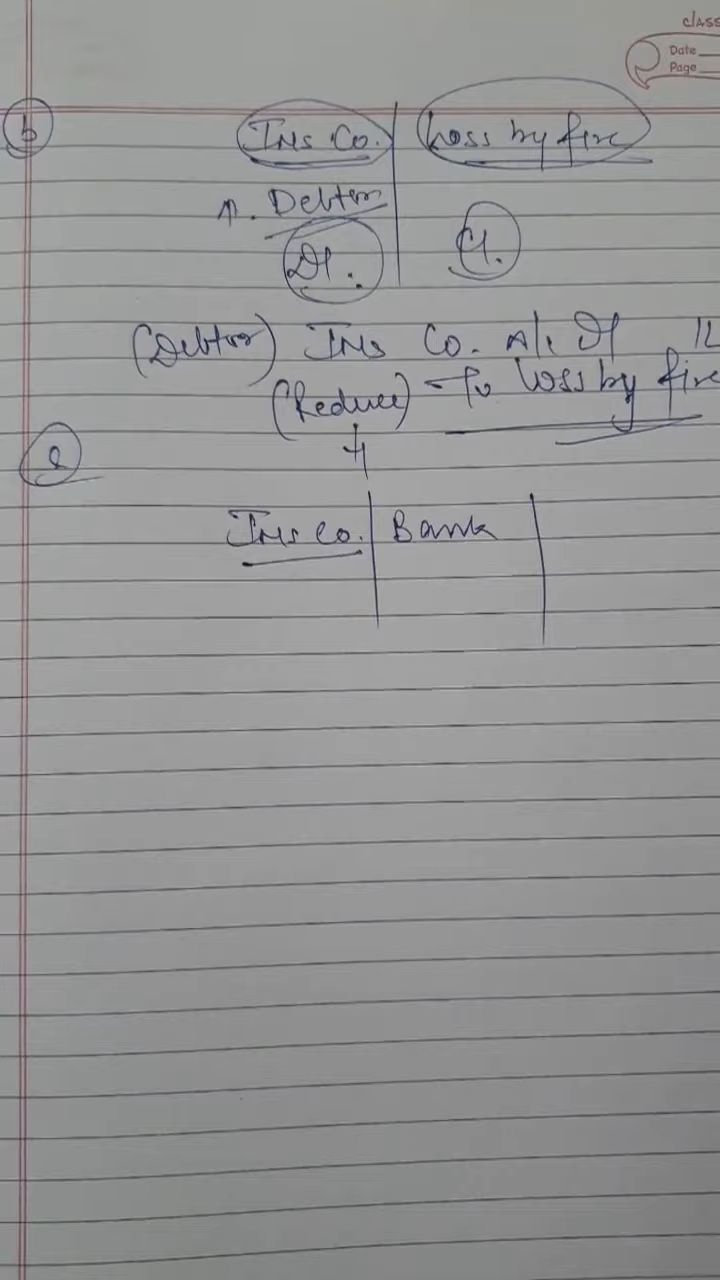 CLASS
Date
Page
b
Ins Co. Loss by fire
↑. Debtor
Dr. Cr.
(Debtor) Ins Co. A/c Dr 1L
(Reduce) - To Loss by fire
Ins Co. Bank